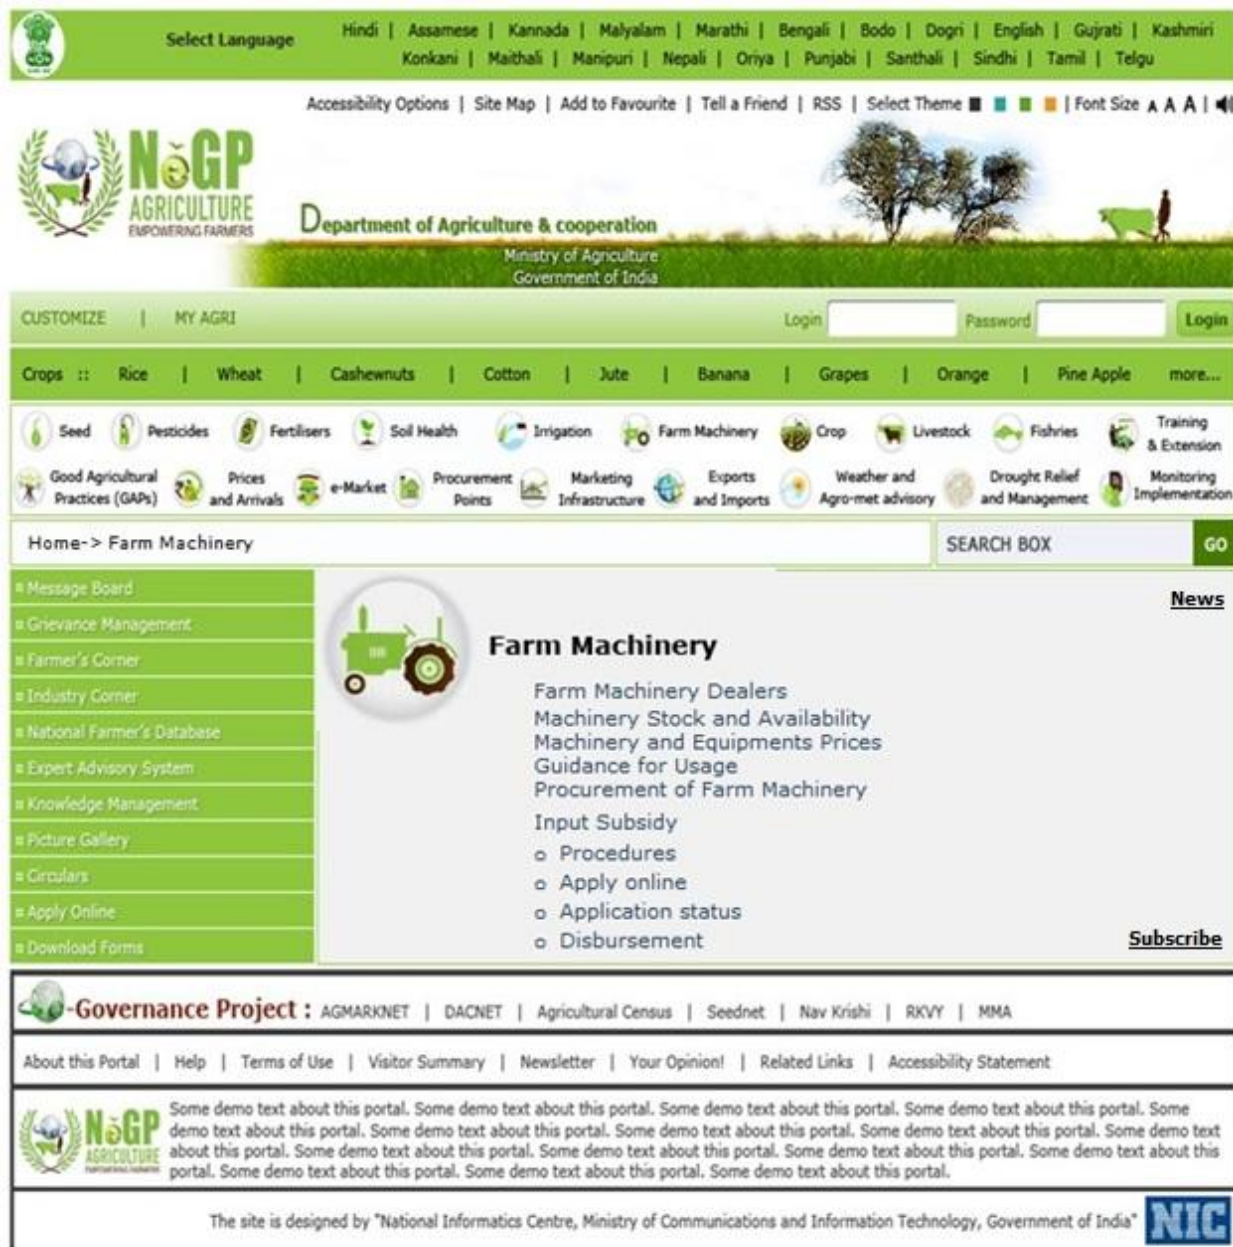 Select Language
Hindi | Assamese | Kannada | Malyalam | Marathi | Bengali | Bodo | Dogri | English | Gujrati | Kashmiri
Konkani | Maithali | Manipuri | Nepali | Oriya | Punjabi | Santhali | Sindhi | Tamil | Telgu
Accessibility Options | Site Map | Add to Favourite | Tell a Friend | RSS | Select Theme | Font Size A A A |
NeGP
AGRICULTURE
EMPOWERING FARMERS
Department of Agriculture & cooperation
Ministry of Agriculture
Government of India
CUSTOMIZE | MY AGRI Login Password Login
Crops :: Rice | Wheat | Cashewnuts | Cotton | Jute | Banana | Grapes | Orange | Pine Apple more...
Seed Pesticides Fertilisers Soil Health Irrigation Farm Machinery Crop Livestock Fishries Training
& Extension
Good Agricultural Prices e-Market Procurement Marketing Exports Weather and Drought Relief Monitoring
Practices (GAPs) and Arrivals Points Infrastructure and Imports Agro-met advisory and Management Implementation
Home-> Farm Machinery SEARCH BOX GO
Message Board
Grievance Management
Farmer's Corner
Industry Corner
National Farmer's Database
Expert Advisory System
Knowledge Management
Picture Gallery
Circulars
Apply Online
Download Forms
News
Farm Machinery
Farm Machinery Dealers
Machinery Stock and Availability
Machinery and Equipments Prices
Guidance for Usage
Procurement of Farm Machinery
Input Subsidy
o Procedures
o Apply online
o Application status
o Disbursement
Subscribe
e-Governance Project : AGMARKNET | DACNET | Agricultural Census | Seednet | Nav Krishi | RKVY | MMA
About this Portal | Help | Terms of Use | Visitor Summary | Newsletter | Your Opinion! | Related Links | Accessibility Statement
NeGP
AGRICULTURE
EMPOWERING FARMERS
Some demo text about this portal. Some demo text about this portal. Some demo text about this portal. Some demo text about this portal. Some
demo text about this portal. Some demo text about this portal. Some demo text about this portal. Some demo text about this portal. Some demo text
about this portal. Some demo text about this portal. Some demo text about this portal. Some demo text about this portal. Some demo text about this
portal. Some demo text about this portal. Some demo text about this portal. Some demo text about this portal.
The site is designed by "National Informatics Centre, Ministry of Communications and Information Technology, Government of India"
NIC